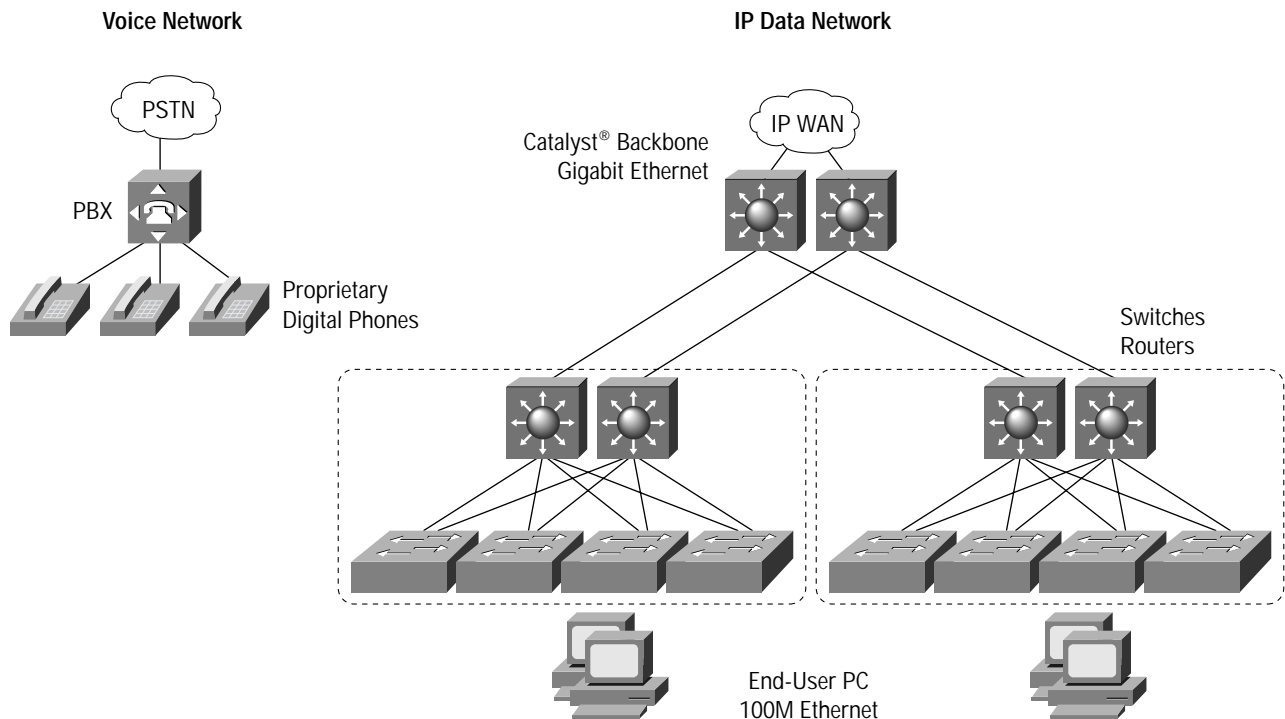 Voice Network
IP Data Network
PSTN
IP WAN
Catalyst® Backbone
Gigabit Ethernet
PBX
Proprietary
Digital Phones
Switches
Routers
End-User PC
100M Ethernet